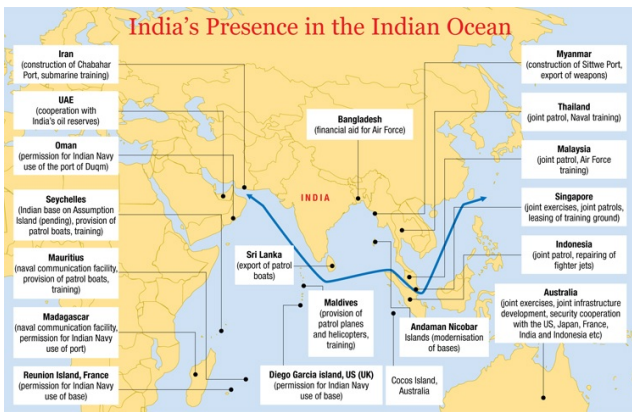 India's Presence in the Indian Ocean
Iran
(construction of Chabahar
Port, submarine training)
UAE
(cooperation with
India's oil reserves)
Oman
(permission for Indian Navy
use of the port of Duqm)
Seychelles
(Indian base on Assumption
Island (pending), provision of
patrol boats, training)
Mauritius
(naval communication facility,
provision of patrol boats,
training)
Madagascar
(naval communication facility,
permission for Indian Navy
use of port)
Reunion Island, France
(permission for Indian Navy
use of base)
Bangladesh
(financial aid for Air Force)
INDIA
Sri Lanka
(export of patrol
boats)
Maldives
(provision of
patrol planes
and helicopters,
training)
Diego Garcia island, US (UK)
(permission for Indian Navy
use of base)
Andaman Nicobar
Islands (modernisation
of bases)
Cocos Island,
Australia
Myanmar
(construction of Sittwe Port,
export of weapons)
Thailand
(joint patrol, Naval training)
Malaysia
(joint patrol, Air Force
training)
Singapore
(joint exercises, joint patrols,
leasing of training ground)
Indonesia
(joint patrol, repairing of
fighter jets)
Australia
(joint exercises, joint infrastructure
development, security cooperation
with the US, Japan, France,
India and Indonesia etc)